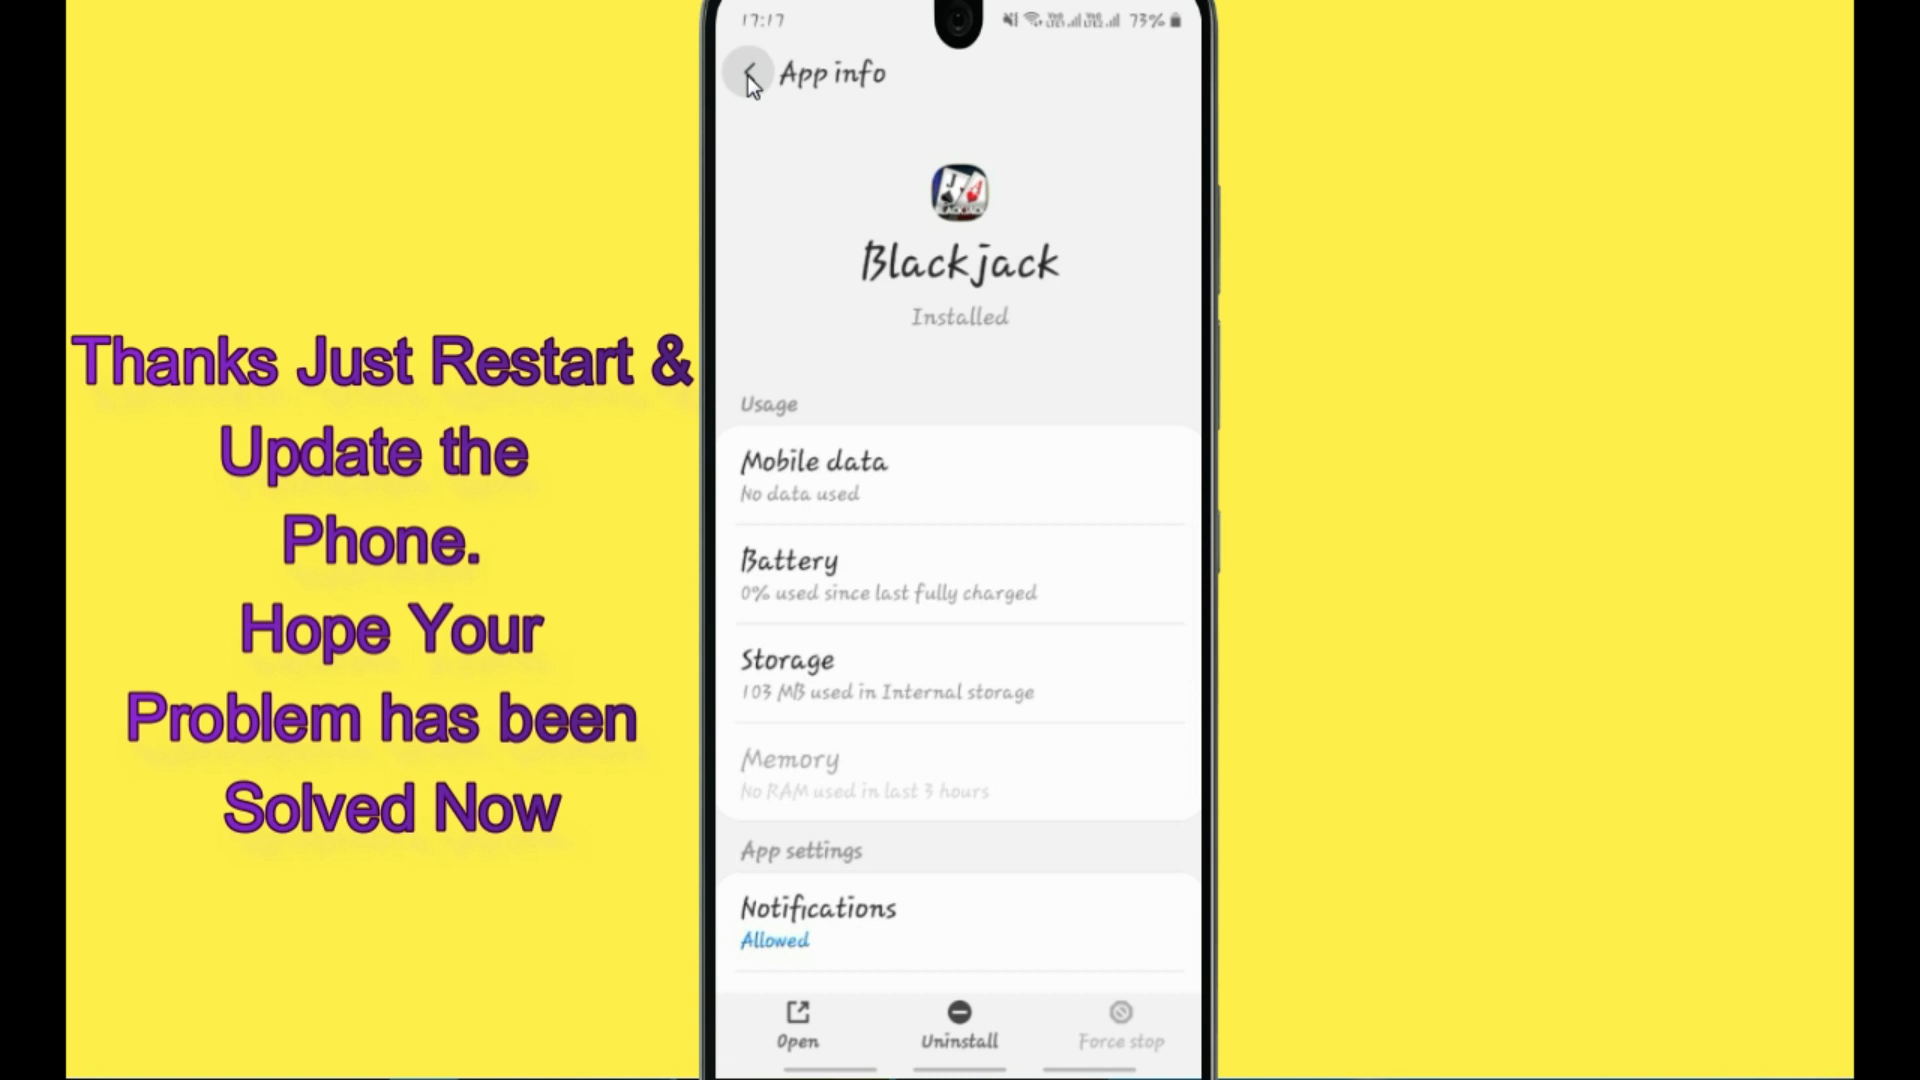 Thanks Just Restart &
Update the
Phone.
Hope Your
Problem has been
Solved Now
17:17
73%
App info
Blackjack
Installed
Usage
Mobile data
No data used
Battery
0% used since last fully charged
Storage
103 MB used in Internal storage
Memory
No RAM used in last 3 hours
App settings
Notifications
Allowed
Open
Uninstall
Force stop